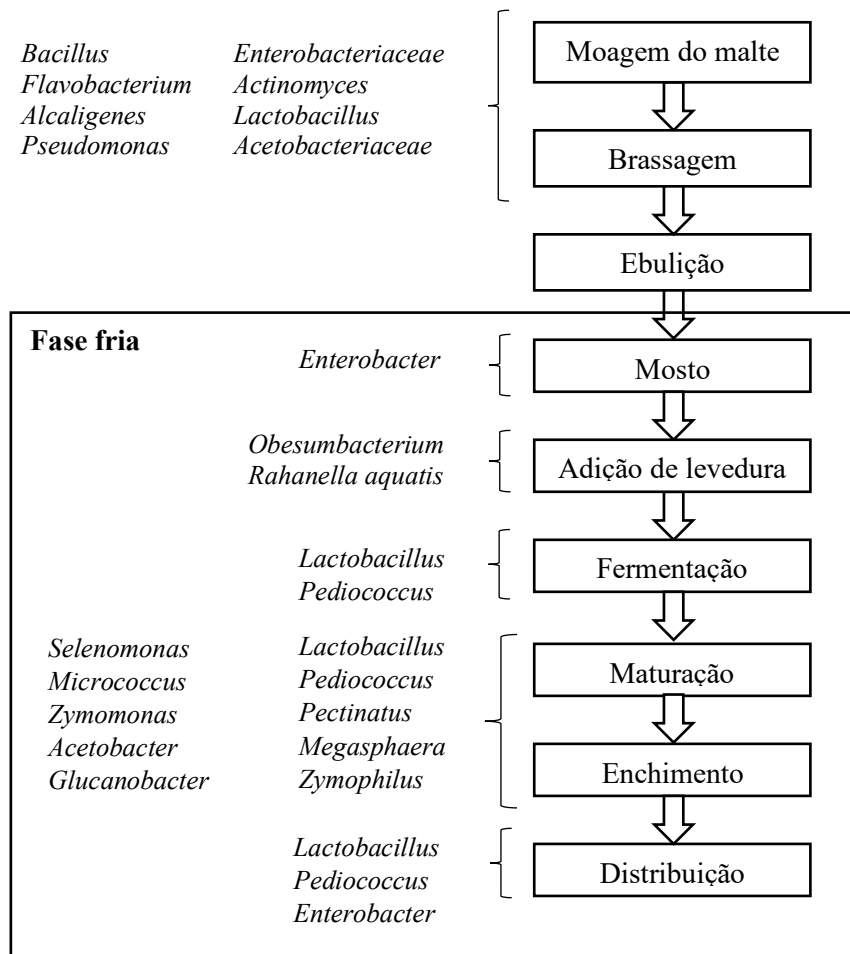 Moagem do malte
Bacillus Enterobacteriaceae
Flavobacterium Actinomyces
Alcaligenes Lactobacillus
Pseudomonas Acetobacteriaceae
Brassagem
Ebulição
Fase fria
Enterobacter
Mosto
Obesumbacterium
Rahanella aquatis
Adição de levedura
Lactobacillus
Pediococcus
Fermentação
Selenomonas Lactobacillus
Micrococcus Pediococcus
Zymomonas Pectinatus
Acetobacter Megasphaera
Glucanobacter Zymophilus
Maturação
Enchimento
Lactobacillus
Pediococcus
Enterobacter
Distribuição